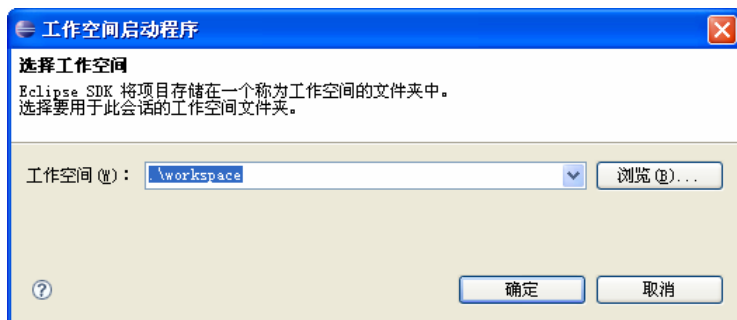 工作空间启动程序
选择工作空间
Eclipse SDK 将项目存储在一个称为工作空间的文件夹中。
选择要用于此会话的工作空间文件夹。
工作空间(W): .\workspace 浏览(B)...
确定 取消